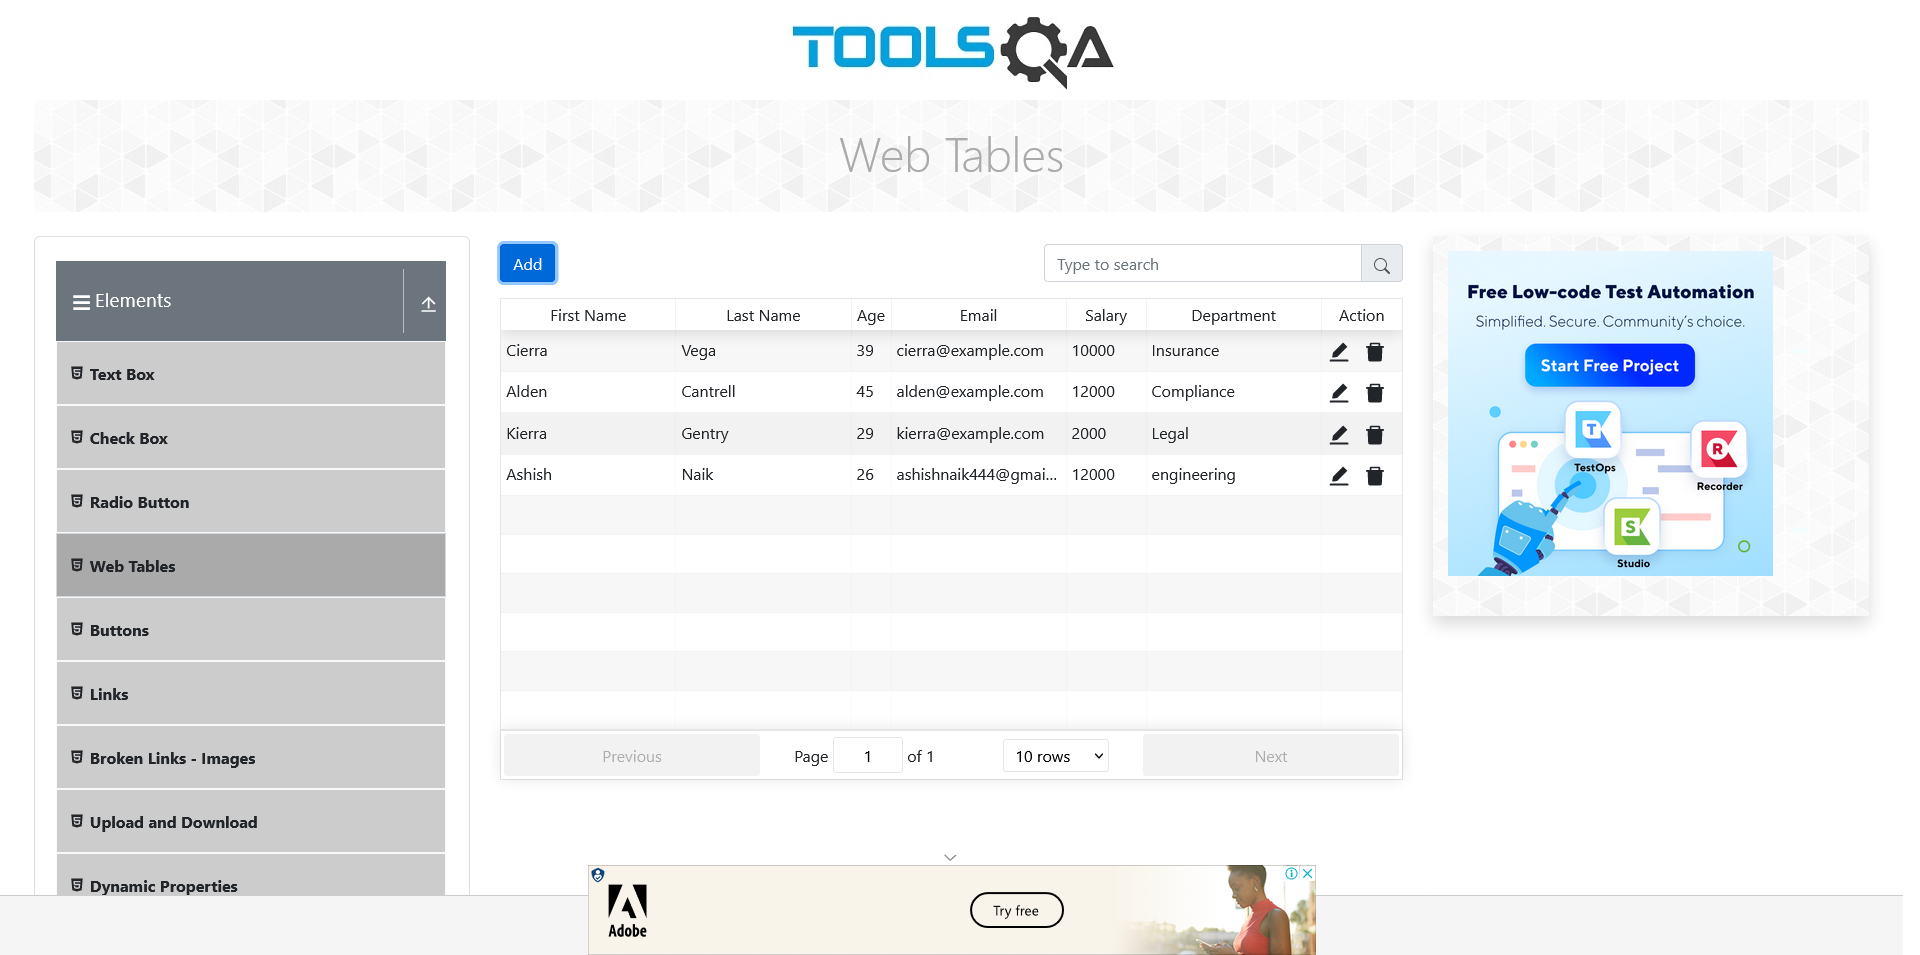 TOOLSQA
Web Tables
Elements
Text Box
Check Box
Radio Button
Web Tables
Buttons
Links
Broken Links - Images
Upload and Download
Dynamic Properties
Add
Type to search
First Name Last Name Age Email Salary Department Action
Cierra Vega 39 cierra@example.com 10000 Insurance
Alden Cantrell 45 alden@example.com 12000 Compliance
Kierra Gentry 29 kierra@example.com 2000 Legal
Ashish Naik 26 ashishnaik444@gmai... 12000 engineering
Previous Page 1 of 1 10 rows Next
Free Low-code Test Automation
Simplified. Secure. Community's choice.
Start Free Project
T
TestOps
R
Recorder
S
Studio
Adobe
Try free